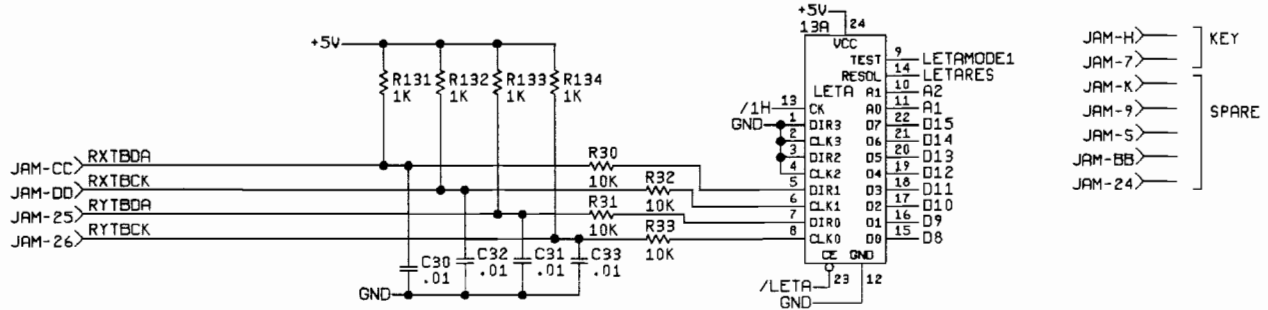 +5V
24
13A
VCC
JAM-H
KEY
+5V
TEST
9
LETAMODE1
JAM-7
RESOL
14
LETARES
R131
R132
R133
R134
LETA
A1
10
A2
JAM-K
1K
1K
1K
1K
/1H
13
CK
A0
11
A1
JAM-9
SPARE
GND
1
DIR3
D7
22
D15
2
CLK3
D6
21
D14
JAM-S
3
DIR2
D5
20
D13
JAM-BB
JAM-CC
RXTBDA
R30
4
CLK2
D4
19
D12
JAM-24
10K
5
DIR1
D3
18
D11
JAM-DD
RXTBCK
R32
6
CLK1
D2
17
D10
10K
JAM-25
RYTBDA
R31
7
DIR0
D1
16
D9
10K
JAM-26
RYTBCK
R33
8
CLK0
D0
15
D8
10K
C30
.01
C32
.01
C31
.01
C33
.01
CE
GND
GND
/LETA
23
12
GND